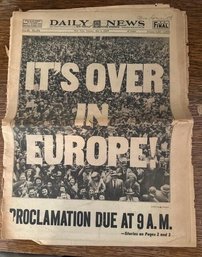 DAILY NEWS
FINAL
IT'S OVER
IN
EUROPE!
PROCLAMATION DUE AT 9 A.M.
—Stories on Pages 2 and 3